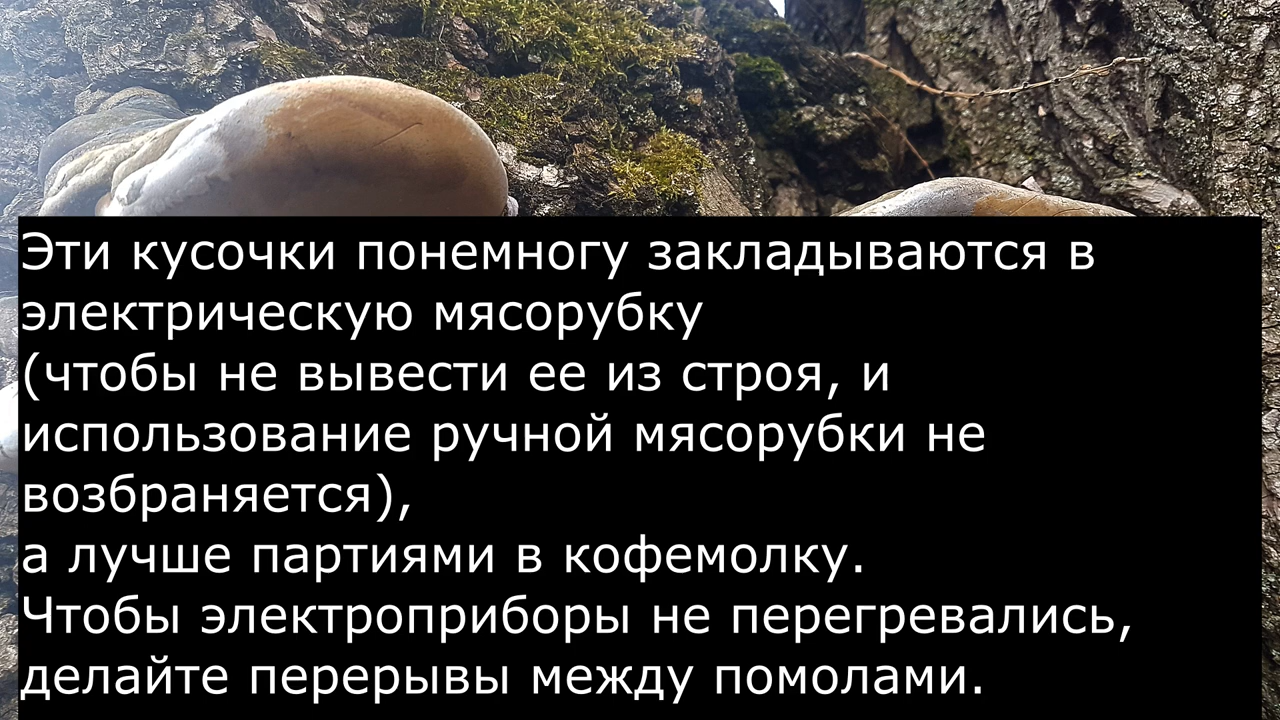 Эти кусочки понемногу закладываются в
электрическую мясорубку
(чтобы не вывести ее из строя, и
использование ручной мясорубки не
возбраняется),
а лучше партиями в кофемолку.
Чтобы электроприборы не перегревались,
делайте перерывы между помолами.